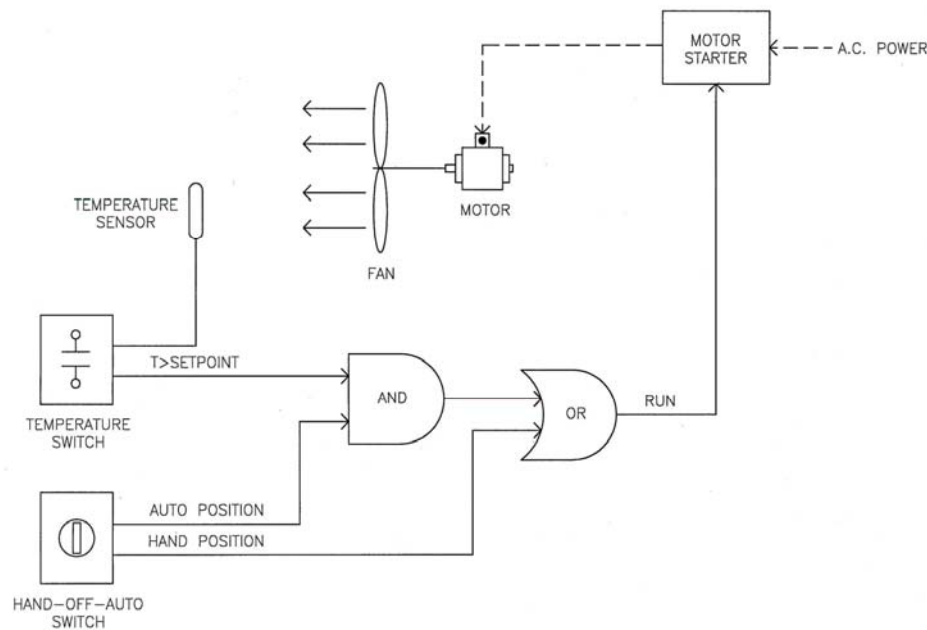 MOTOR
STARTER
A.C. POWER
TEMPERATURE
SENSOR
MOTOR
FAN
T>SETPOINT
TEMPERATURE
SWITCH
AND
OR
RUN
AUTO POSITION
HAND POSITION
HAND-OFF-AUTO
SWITCH